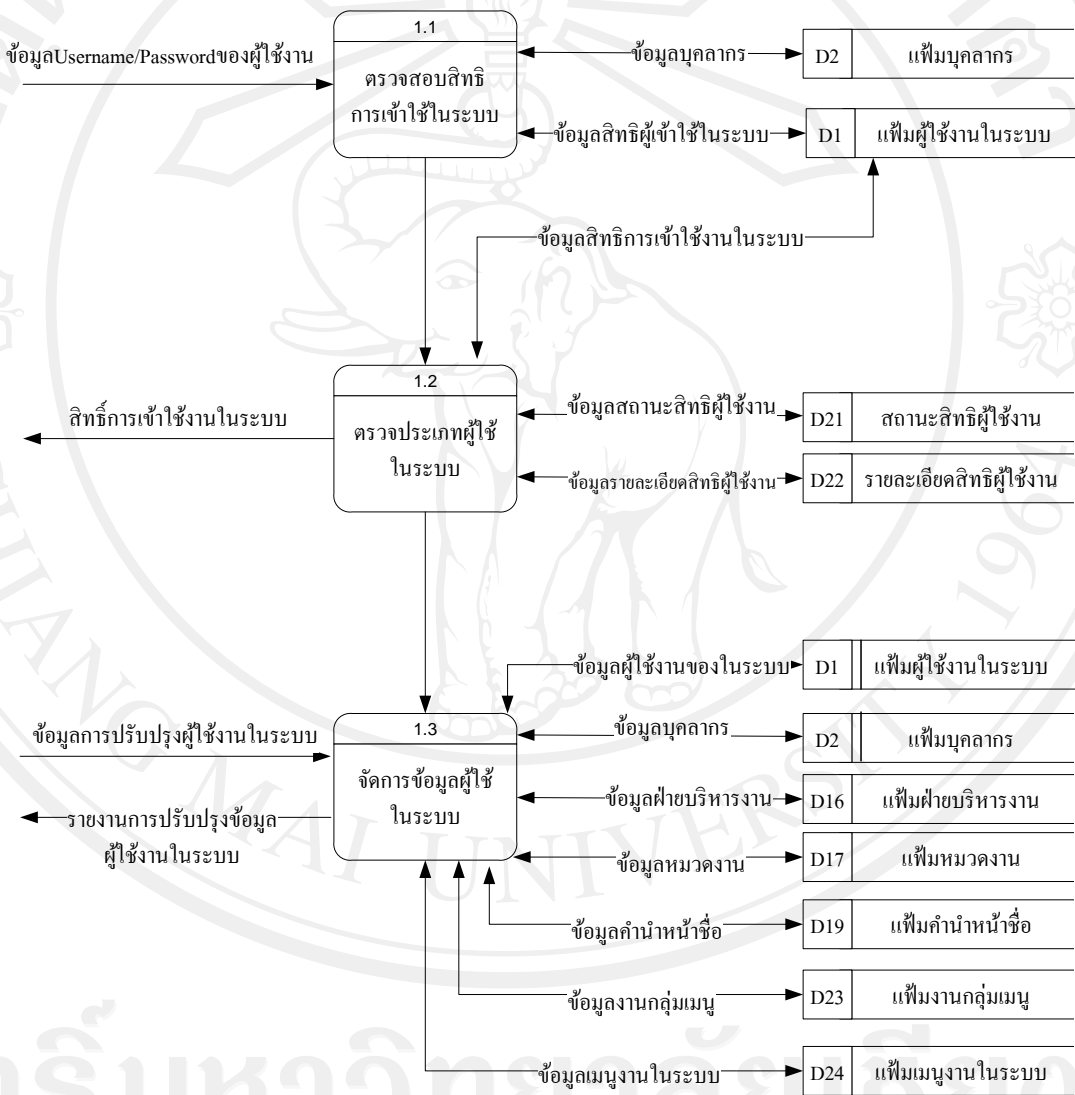 1.1
ข้อมูลUsername/Passwordของผู้ใช้งาน
ตรวจสอบสิทธิ
การเข้าใช้ในระบบ
ข้อมูลบุคลากร
D2 แฟ้มบุคลากร
ข้อมูลสิทธิผู้เข้าใช้ในระบบ
D1 แฟ้มผู้ใช้งานในระบบ
ข้อมูลสิทธิการเข้าใช้งานในระบบ
1.2
สิทธิ์การเข้าใช้งานในระบบ
ตรวจประเภทผู้ใช้
ในระบบ
ข้อมูลสถานะสิทธิผู้ใช้งาน
D21 สถานะสิทธิผู้ใช้งาน
ข้อมูลรายละเอียดสิทธิผู้ใช้งาน
D22 รายละเอียดสิทธิผู้ใช้งาน
ข้อมูลผู้ใช้งานของในระบบ
D1 แฟ้มผู้ใช้งานในระบบ
1.3
ข้อมูลการปรับปรุงผู้ใช้งานในระบบ
จัดการข้อมูลผู้ใช้
ในระบบ
ข้อมูลบุคลากร
D2 แฟ้มบุคลากร
ข้อมูลฝ่ายบริหารงาน
D16 แฟ้มฝ่ายบริหารงาน
รายงานการปรับปรุงข้อมูล
ผู้ใช้งานในระบบ
ข้อมูลหมวดงาน
D17 แฟ้มหมวดงาน
ข้อมูลคำนำหน้าชื่อ
D19 แฟ้มคำนำหน้าชื่อ
ข้อมูลงานกลุ่มเมนู
D23 แฟ้มงานกลุ่มเมนู
ข้อมูลเมนูงานในระบบ
D24 แฟ้มเมนูงานในระบบ
MAI UNIVERSITY 1964